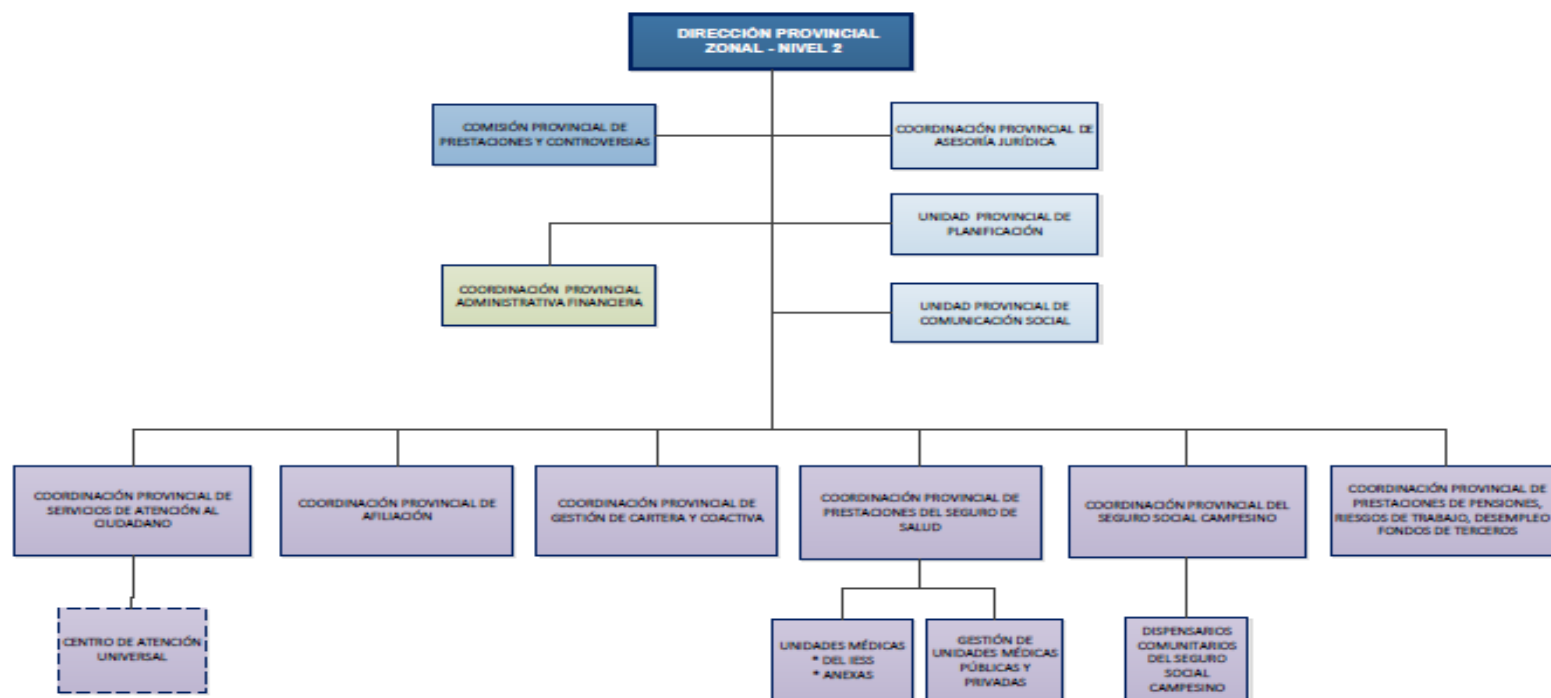 DIRECCIÓN PROVINCIAL
ZONAL - NIVEL 2
COMISIÓN PROVINCIAL DE
PRESTACIONES Y CONTROVERSIAS
COORDINACIÓN PROVINCIAL DE
ASESORÍA JURÍDICA
UNIDAD PROVINCIAL DE
PLANIFICACIÓN
COORDINACIÓN PROVINCIAL
ADMINISTRATIVA FINANCIERA
UNIDAD PROVINCIAL DE
COMUNICACIÓN SOCIAL
COORDINACIÓN PROVINCIAL DE
SERVICIOS DE ATENCIÓN AL
CIUDADANO
COORDINACIÓN PROVINCIAL DE
AFILIACIÓN
COORDINACIÓN PROVINCIAL DE
GESTIÓN DE CARTERA Y COACTIVA
COORDINACIÓN PROVINCIAL DE
PRESTACIONES DEL SEGURO DE
SALUD
COORDINACIÓN PROVINCIAL DEL
SEGURO SOCIAL CAMPESINO
COORDINACIÓN PROVINCIAL DE
PRESTACIONES DE PENSIONES,
RIESGOS DE TRABAJO, DESEMPLEO
FONDOS DE TERCEROS
CENTRO DE ATENCIÓN
UNIVERSAL
UNIDADES MÉDICAS
* DEL IESS
* ANEXAS
GESTIÓN DE
UNIDADES MÉDICAS
PÚBLICAS Y
PRIVADAS
DISPENSARIOS
COMUNITARIOS
DEL SEGURO
SOCIAL
CAMPESINO